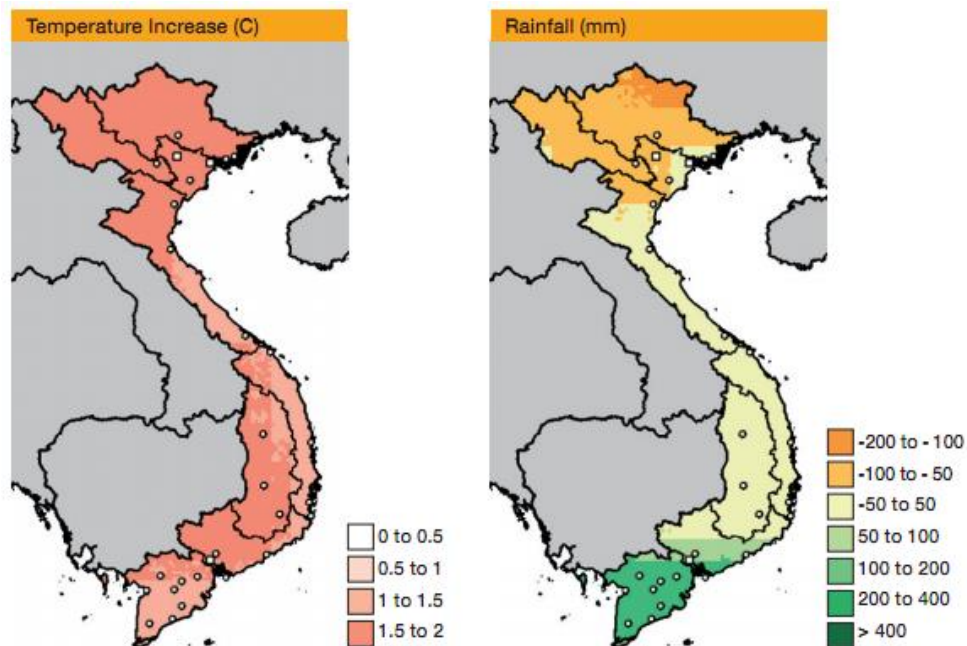 Temperature Increase (C)
0 to 0.5
0.5 to 1
1 to 1.5
1.5 to 2
Rainfall (mm)
-200 to - 100
-100 to - 50
-50 to 50
50 to 100
100 to 200
200 to 400
> 400